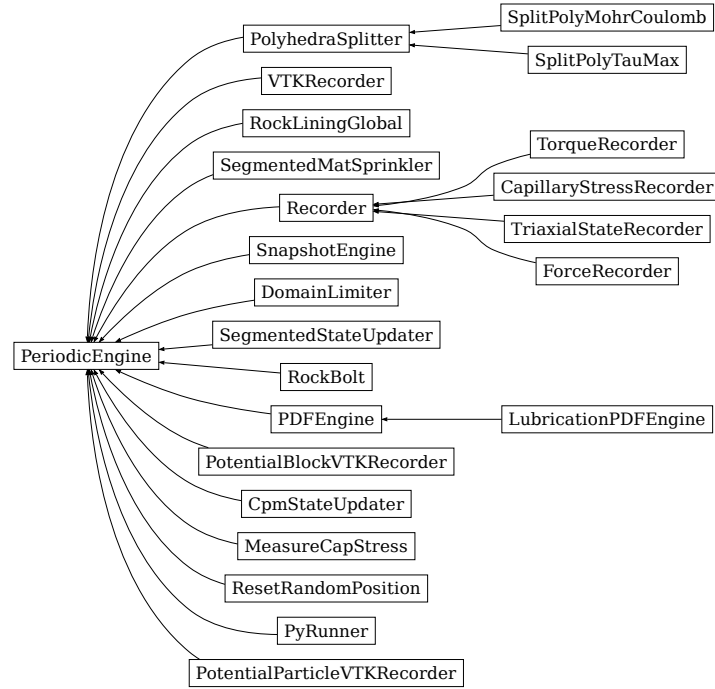 SplitPolyMohrCoulomb
PolyhedraSplitter
SplitPolyTauMax
VTKRecorder
RockLiningGlobal
TorqueRecorder
SegmentedMatSprinkler
CapillaryStressRecorder
Recorder
TriaxialStateRecorder
SnapshotEngine
ForceRecorder
DomainLimiter
SegmentedStateUpdater
PeriodicEngine
RockBolt
PDFEngine
LubricationPDFEngine
PotentialBlockVTKRecorder
CpmStateUpdater
MeasureCapStress
ResetRandomPosition
PyRunner
PotentialParticleVTKRecorder